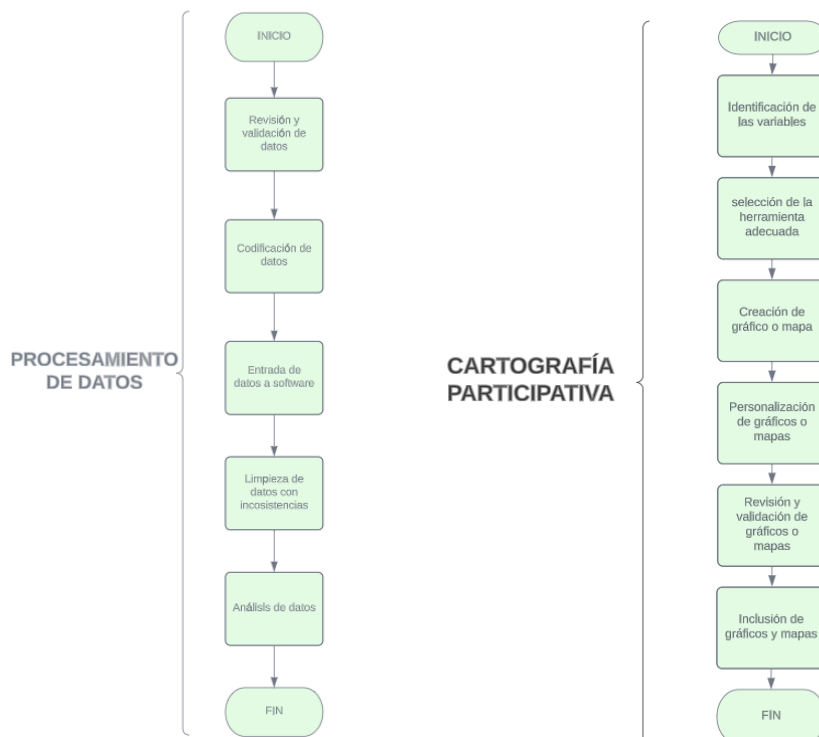 PROCESAMIENTO
DE DATOS
INICIO
Revisión y
validación de
datos
Codificación de
datos
Entrada de
datos a software
Limpieza de
datos con
incosistencias
Análisis de datos
FIN
CARTOGRAFÍA
PARTICIPATIVA
INICIO
Identificación de
las variables
selección de la
herramienta
adecuada
Creación de
gráfico o mapa
Personalización
de gráficos o
mapas
Revisión y
validación de
gráficos o
mapas
Inclusión de
gráficos y mapas
FIN